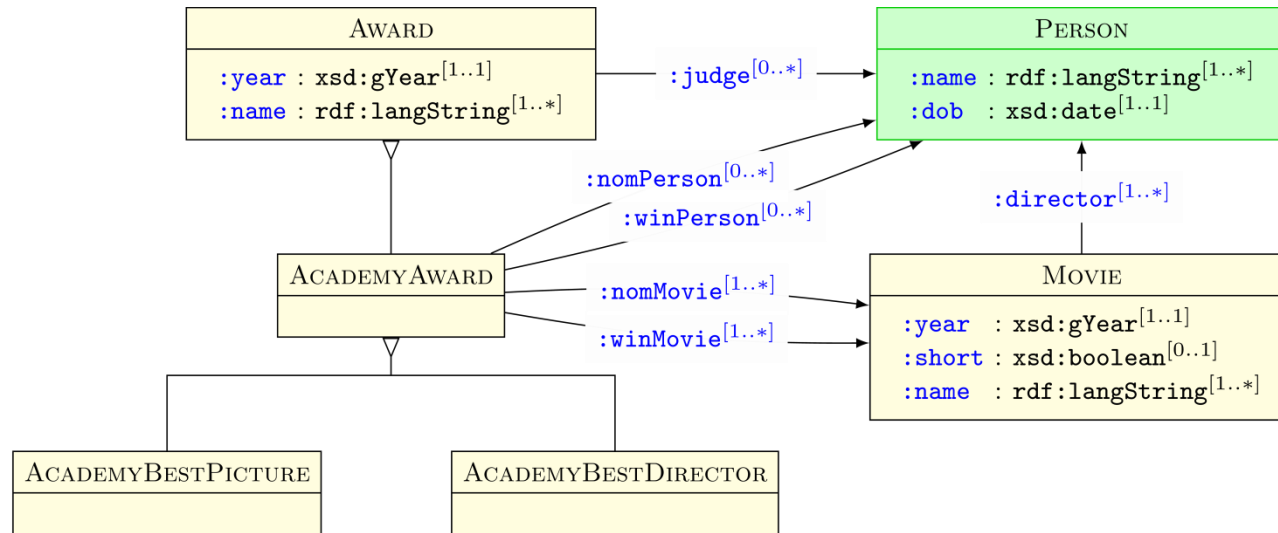 AWARD
:year : xsd:gYear[1..1]
:name : rdf:langString[1..*]
:judge[0..*]
PERSON
:name : rdf:langString[1..*]
:dob : xsd:date[1..1]
:nomPerson[0..*]
:winPerson[0..*]
:director[1..*]
ACADEMYAWARD
:nomMovie[1..*]
:winMovie[1..*]
MOVIE
:year : xsd:gYear[1..1]
:short : xsd:boolean[0..1]
:name : rdf:langString[1..*]
ACADEMYBESTPICTURE
ACADEMYBESTDIRECTOR